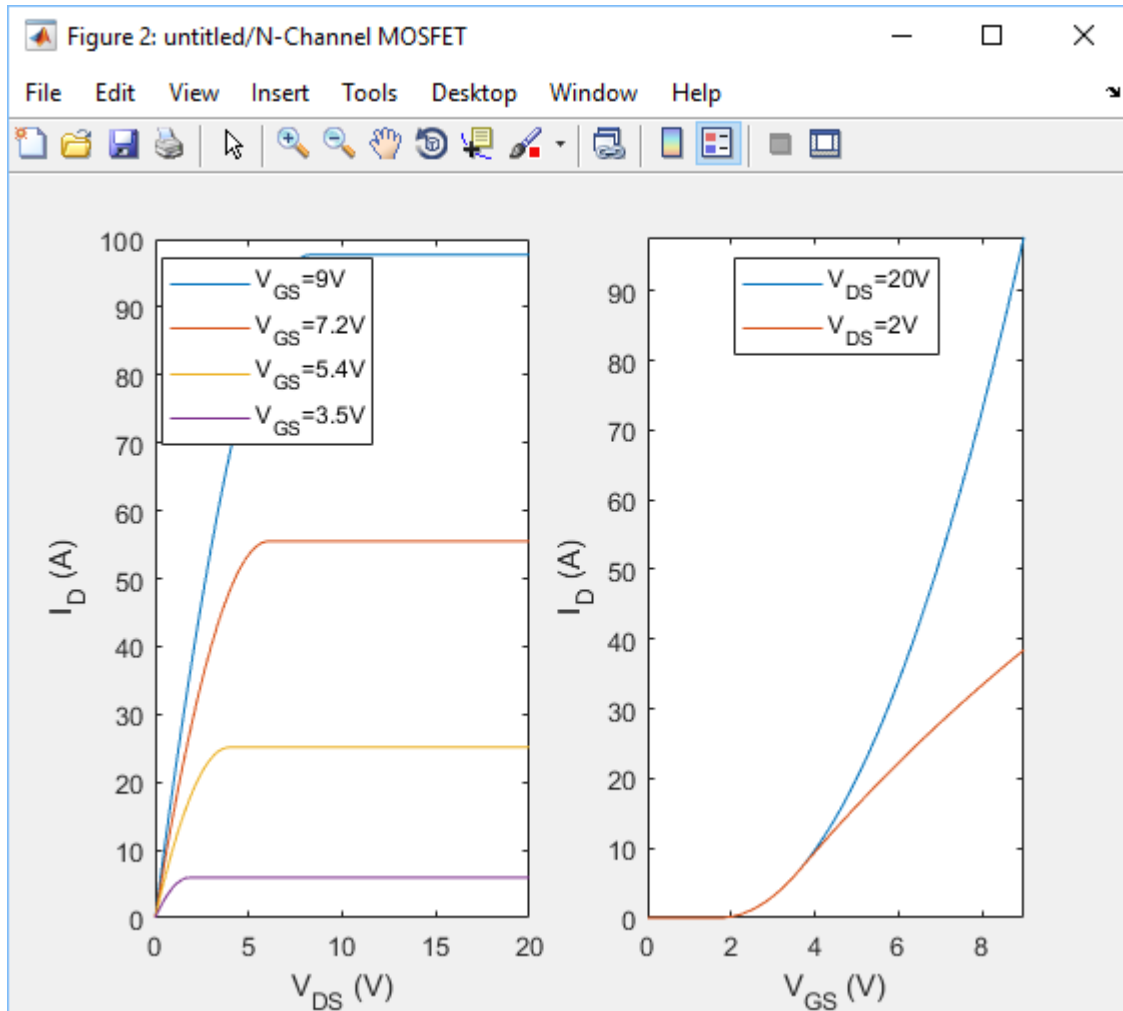 Figure 2: untitled/N-Channel MOSFET
File Edit View Insert Tools Desktop Window Help
100
90
80
70
60
50
40
30
20
10
0
I_D (A)
V_GS=9V
V_GS=7.2V
V_GS=5.4V
V_GS=3.5V
0 5 10 15 20
V_DS (V)
90
80
70
60
50
40
30
20
10
0
I_D (A)
V_DS=20V
V_DS=2V
0 2 4 6 8
V_GS (V)